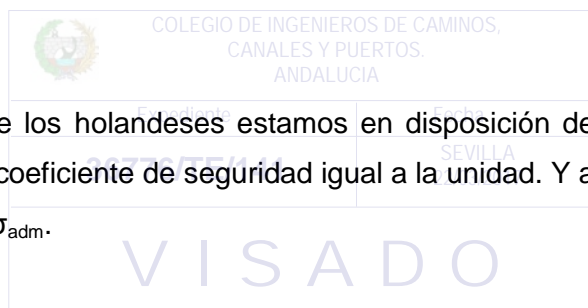 COLEGIO DE INGENIEROS DE CAMINOS,
CANALES Y PUERTOS.
ANDALUCIA
Expediente Fecha
e los holandeses estamos en disposición de
SEVILLA
coeficiente de seguridad igual a la unidad. Y a
σadm.
VISADO